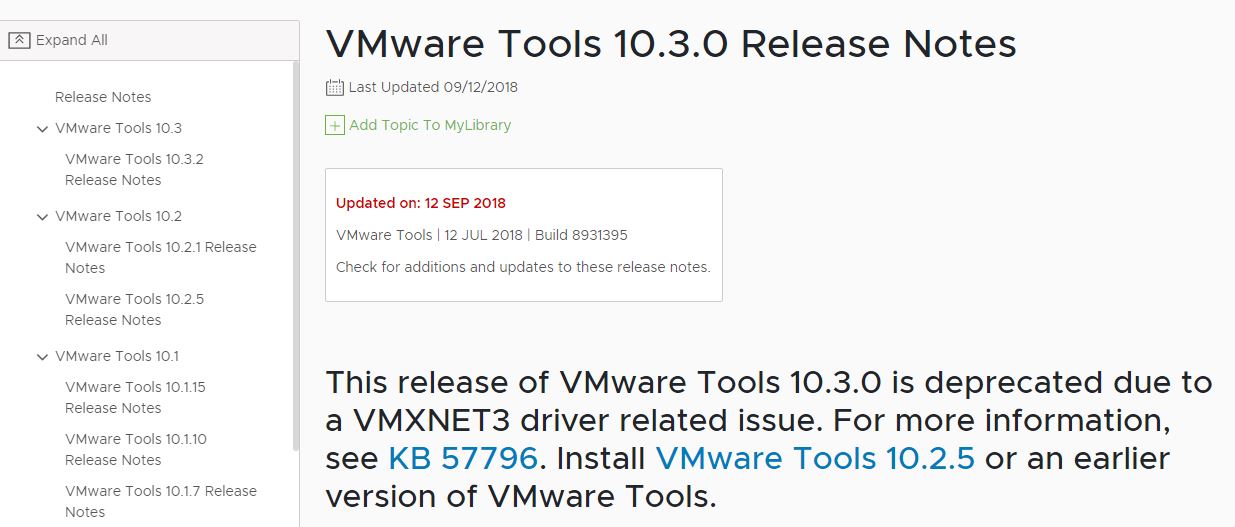 Expand All
Release Notes
VMware Tools 10.3
VMware Tools 10.3.2
Release Notes
VMware Tools 10.2
VMware Tools 10.2.1 Release
Notes
VMware Tools 10.2.5
Release Notes
VMware Tools 10.1
VMware Tools 10.1.15
Release Notes
VMware Tools 10.1.10
Release Notes
VMware Tools 10.1.7 Release
Notes
VMware Tools 10.3.0 Release Notes
Last Updated 09/12/2018
Add Topic To MyLibrary
Updated on: 12 SEP 2018
VMware Tools | 12 JUL 2018 | Build 8931395
Check for additions and updates to these release notes.
This release of VMware Tools 10.3.0 is deprecated due to
a VMXNET3 driver related issue. For more information,
see KB 57796. Install VMware Tools 10.2.5 or an earlier
version of VMware Tools.